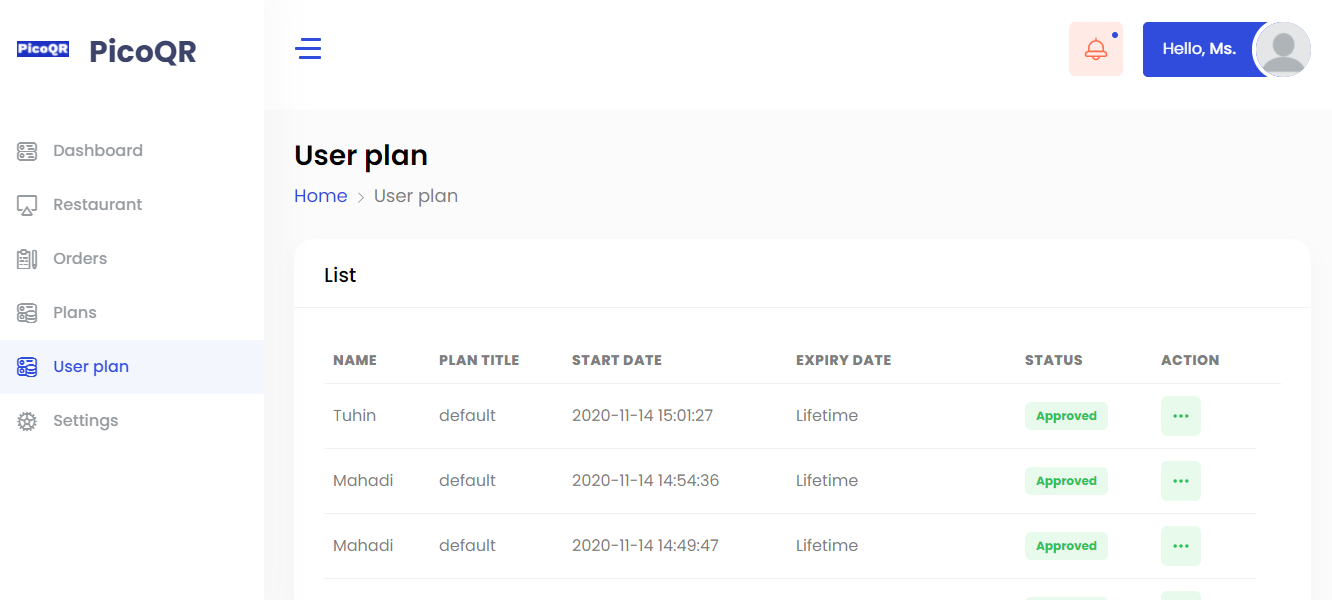 PicoQR PicoQR
Hello, Ms.
Dashboard
Restaurant
Orders
Plans
User plan
Settings
User plan
Home > User plan
List
NAME PLAN TITLE START DATE EXPIRY DATE STATUS ACTION
Tuhin default 2020-11-14 15:01:27 Lifetime Approved ...
Mahadi default 2020-11-14 14:54:36 Lifetime Approved ...
Mahadi default 2020-11-14 14:49:47 Lifetime Approved ...